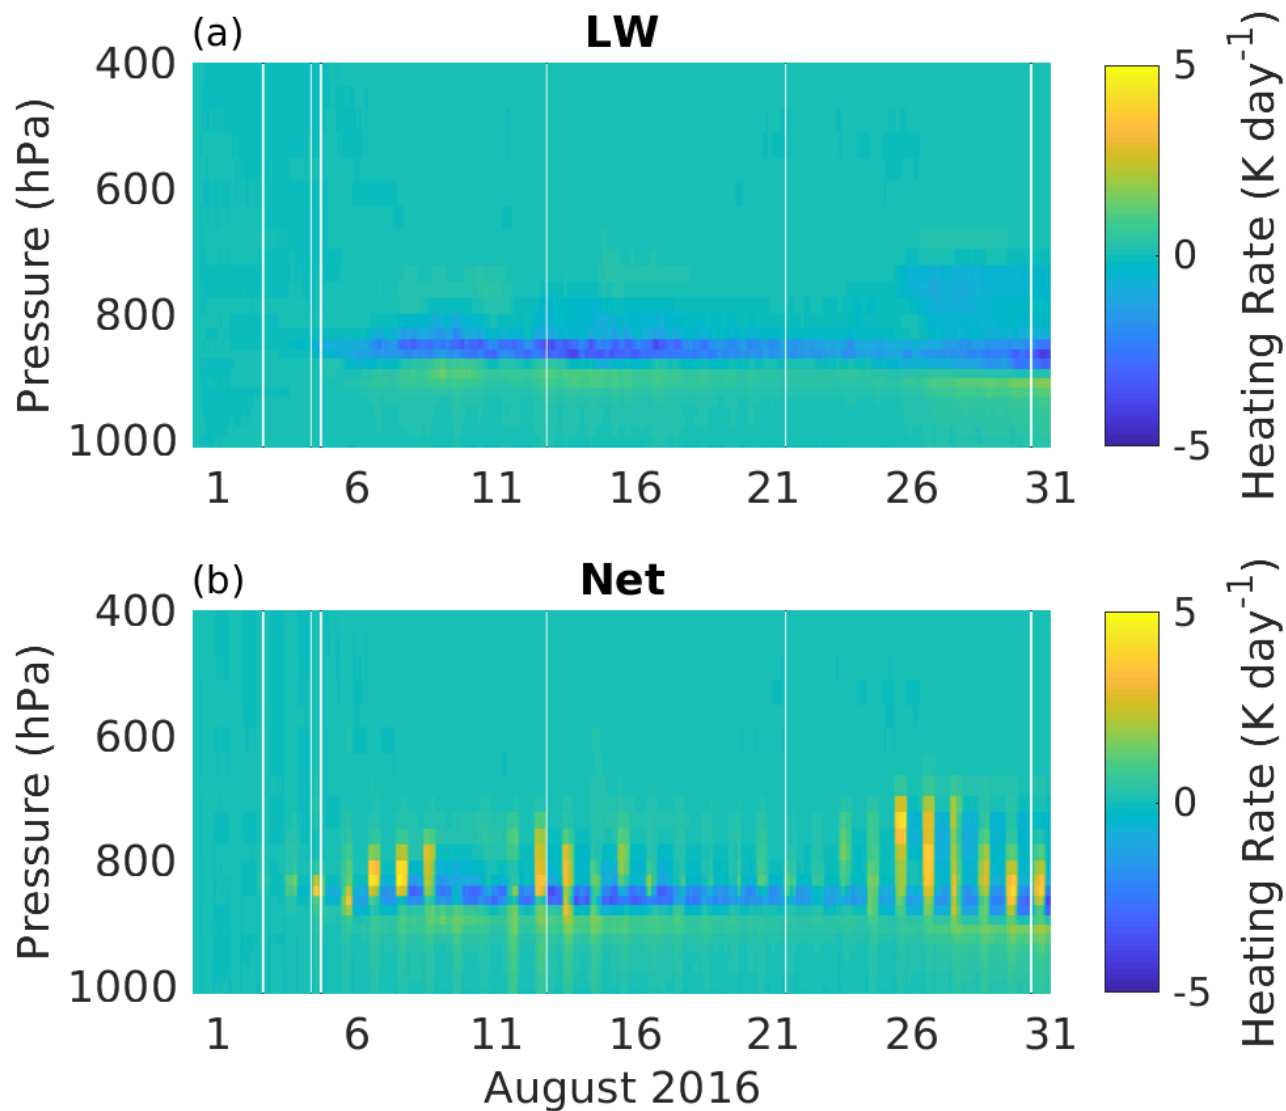 (a) LW
400
600
800
1000
Pressure (hPa)
1 6 11 16 21 26 31
5
0
-5
Heating Rate (K day-1)
(b) Net
400
600
800
1000
Pressure (hPa)
1 6 11 16 21 26 31
August 2016
5
0
-5
Heating Rate (K day-1)